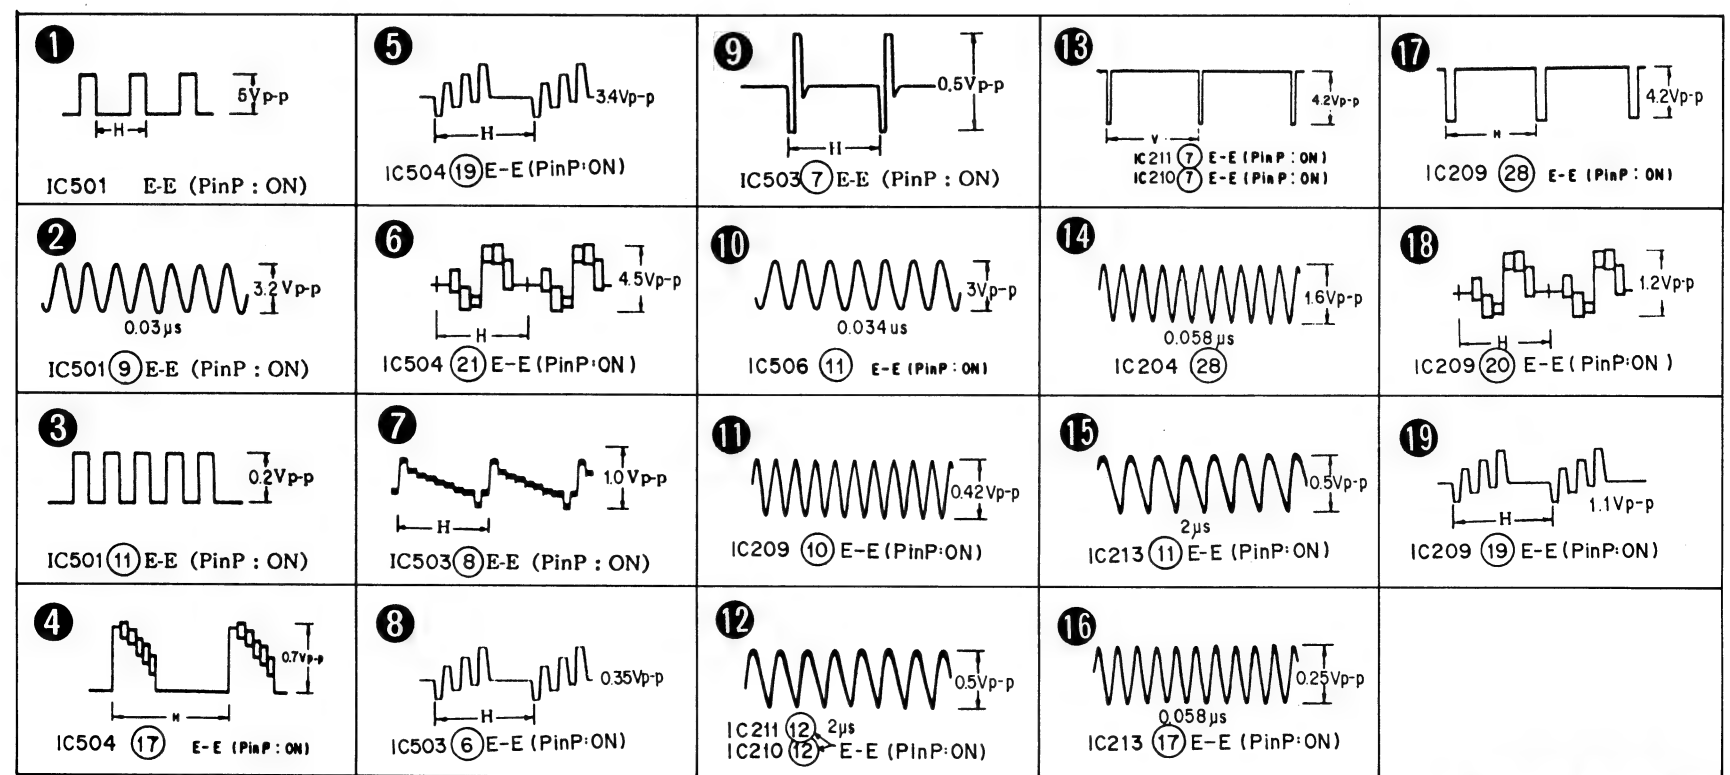 1
5Vp-p
H
IC501 E-E (PinP : ON)
2
3.2Vp-p
0.03µs
IC501 9 E-E (PinP : ON)
3
0.2Vp-p
IC501 11 E-E (PinP : ON)
4
0.7Vp-p
H
IC504 17 E-E (PinP : ON)
5
3.4Vp-p
H
IC504 19 E-E (PinP:ON)
6
4.5Vp-p
H
IC504 21 E-E (PinP:ON)
7
1.0Vp-p
H
IC503 8 E-E (PinP : ON)
8
0.35Vp-p
H
IC503 6 E-E (PinP:ON)
9
0.5Vp-p
H
IC503 7 E-E (PinP : ON)
10
3Vp-p
0.034us
IC506 11 E-E (PinP : ON)
11
0.42Vp-p
IC209 10 E-E (PinP:ON)
12
0.5Vp-p
IC211 12 2µs
IC210 12 E-E (PinP:ON)
13
4.2Vp-p
V
IC211 7 E-E (PinP : ON)
IC210 7 E-E (PinP : ON)
14
1.6Vp-p
0.058µs
IC204 28
15
0.5Vp-p
2µs
IC213 11 E-E (PinP:ON)
16
0.25Vp-p
0.058µs
IC213 17 E-E (PinP:ON)
17
4.2Vp-p
H
IC209 28 E-E (PinP : ON)
18
1.2Vp-p
H
IC209 20 E-E (PinP:ON )
19
1.1Vp-p
H
IC209 19 E-E (PinP:ON)